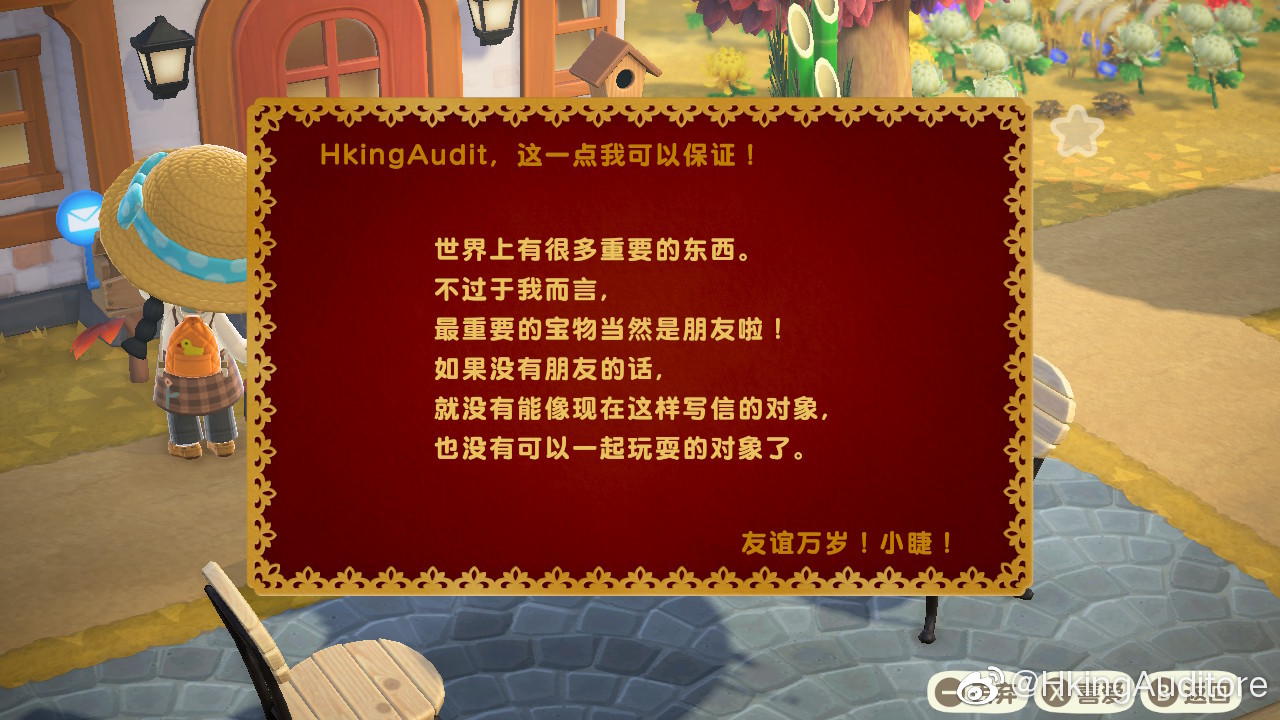 HkingAudit, 这一点我可以保证！
世界上有很多重要的东西。
不过于我而言,
最重要的宝物当然是朋友啦！
如果没有朋友的话,
就没有能像现在这样写信的对象,
也没有可以一起玩耍的对象了。
友谊万岁！小睫！
@HkingAuditore